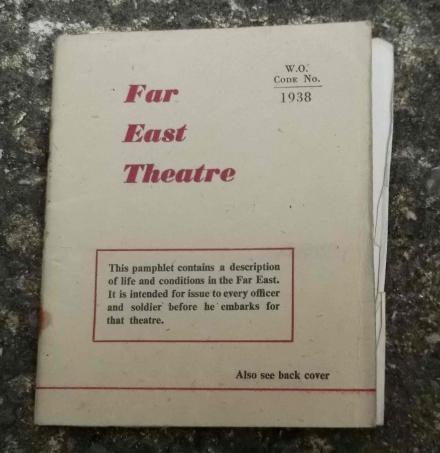 W.O.
Code No.
1938
Far
East
Theatre
This pamphlet contains a description
of life and conditions in the Far East.
It is intended for issue to every officer
and soldier before he embarks for
that theatre.
Also see back cover